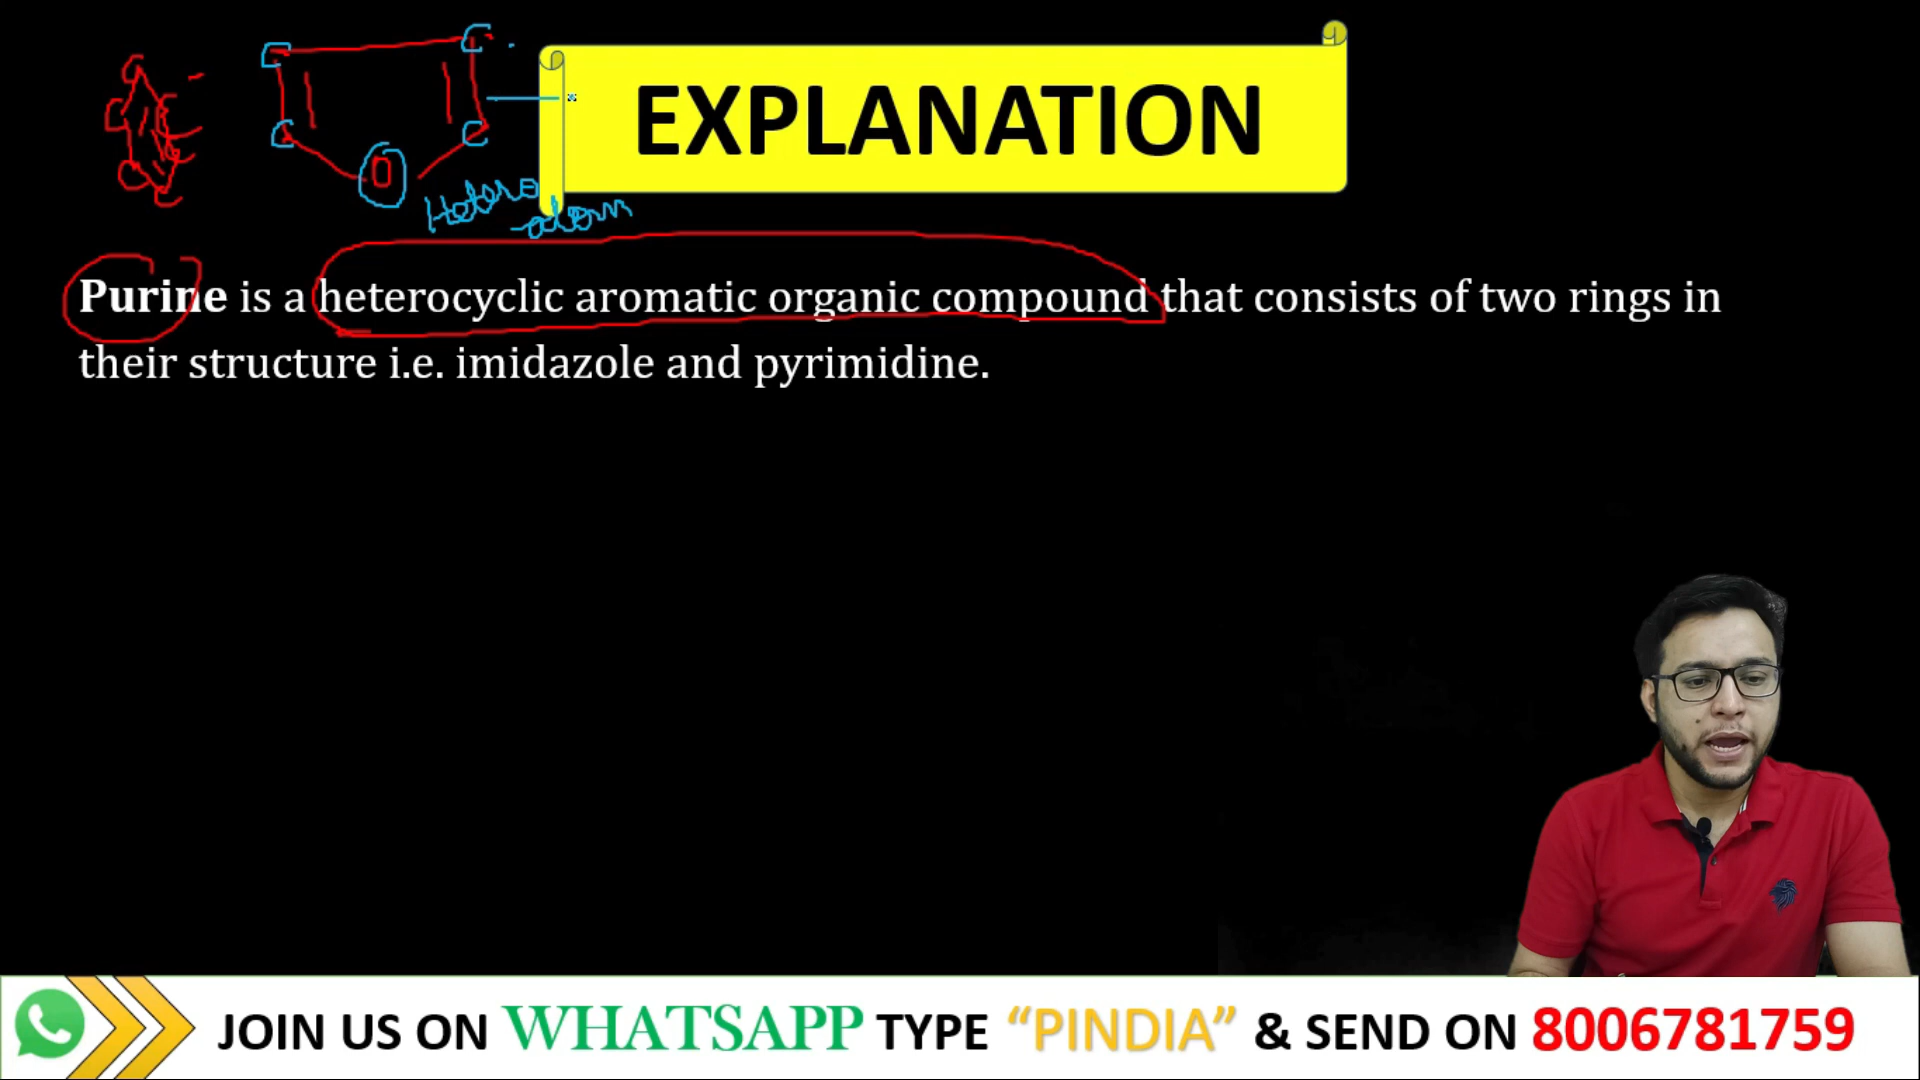 C C
C C C C
C C C O C
C Hetero
atom
EXPLANATION
Purine is a heterocyclic aromatic organic compound that consists of two rings in
their structure i.e. imidazole and pyrimidine.
JOIN US ON WHATSAPP TYPE “PINDIA” & SEND ON 8006781759